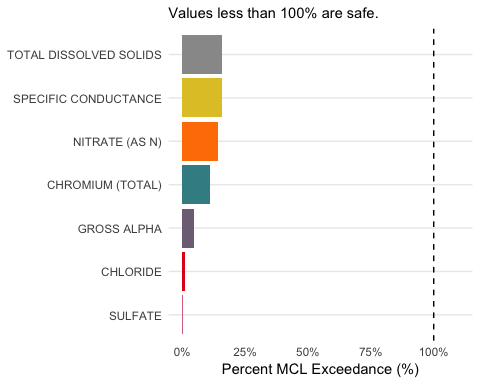 Values less than 100% are safe.
TOTAL DISSOLVED SOLIDS
SPECIFIC CONDUCTANCE
NITRATE (AS N)
CHROMIUM (TOTAL)
GROSS ALPHA
CHLORIDE
SULFATE
0% 25% 50% 75% 100%
Percent MCL Exceedance (%)